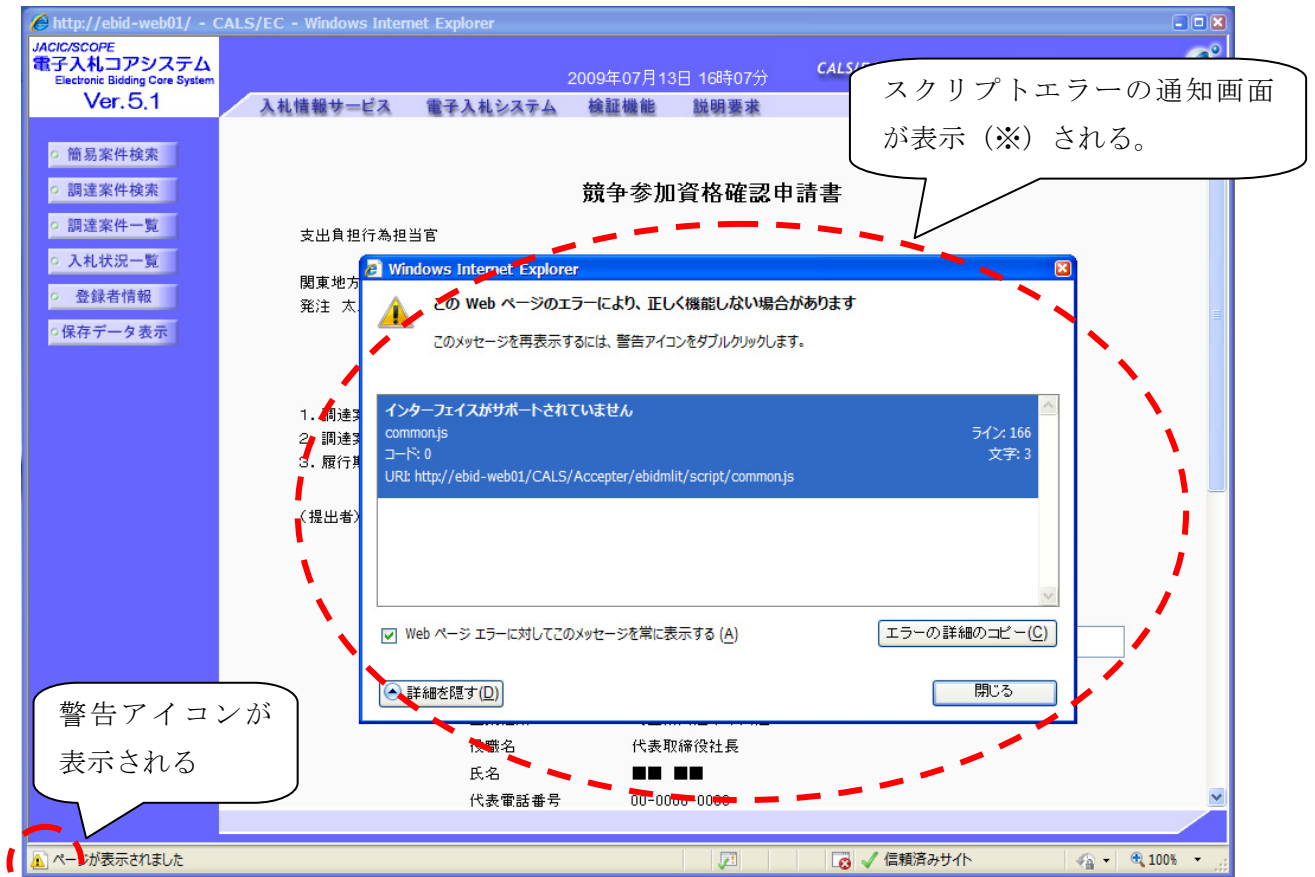 http://ebid-web01/ - CALS/EC - Windows Internet Explorer
JACIC/SCOPE
電子入札コアシステム
Electronic Bidding Core System
Ver.5.1
2009年07月13日 16時07分
入札情報サービス 電子入札システム 検証機能 説明要求
スクリプトエラーの通知画面
が表示（※）される。
簡易案件検索
調達案件検索
調達案件一覧
入札状況一覧
登録者情報
保存データ表示
競争参加資格確認申請書
支出負担行為担当官
関東地方
発注 太
Windows Internet Explorer
この Web ページのエラーにより、正しく機能しない場合があります
このメッセージを再表示するには、警告アイコンをダブルクリックします。
1. 調達案
2. 調達案
3. 履行期
（提出者）
インターフェイスがサポートされていません
common.js ライン: 166
コード: 0 文字: 3
URI: http://ebid-web01/CALS/Accepter/ebidmlit/script/common.js
Web ページ エラーに対してこのメッセージを常に表示する (A)
エラーの詳細のコピー(C)
詳細を隠す(D)
閉じる
役職名 代表取締役社長
氏名 ■■ ■■
代表電話番号 00-0000-0000
警告アイコンが
表示される
ページが表示されました
信頼済みサイト
100%